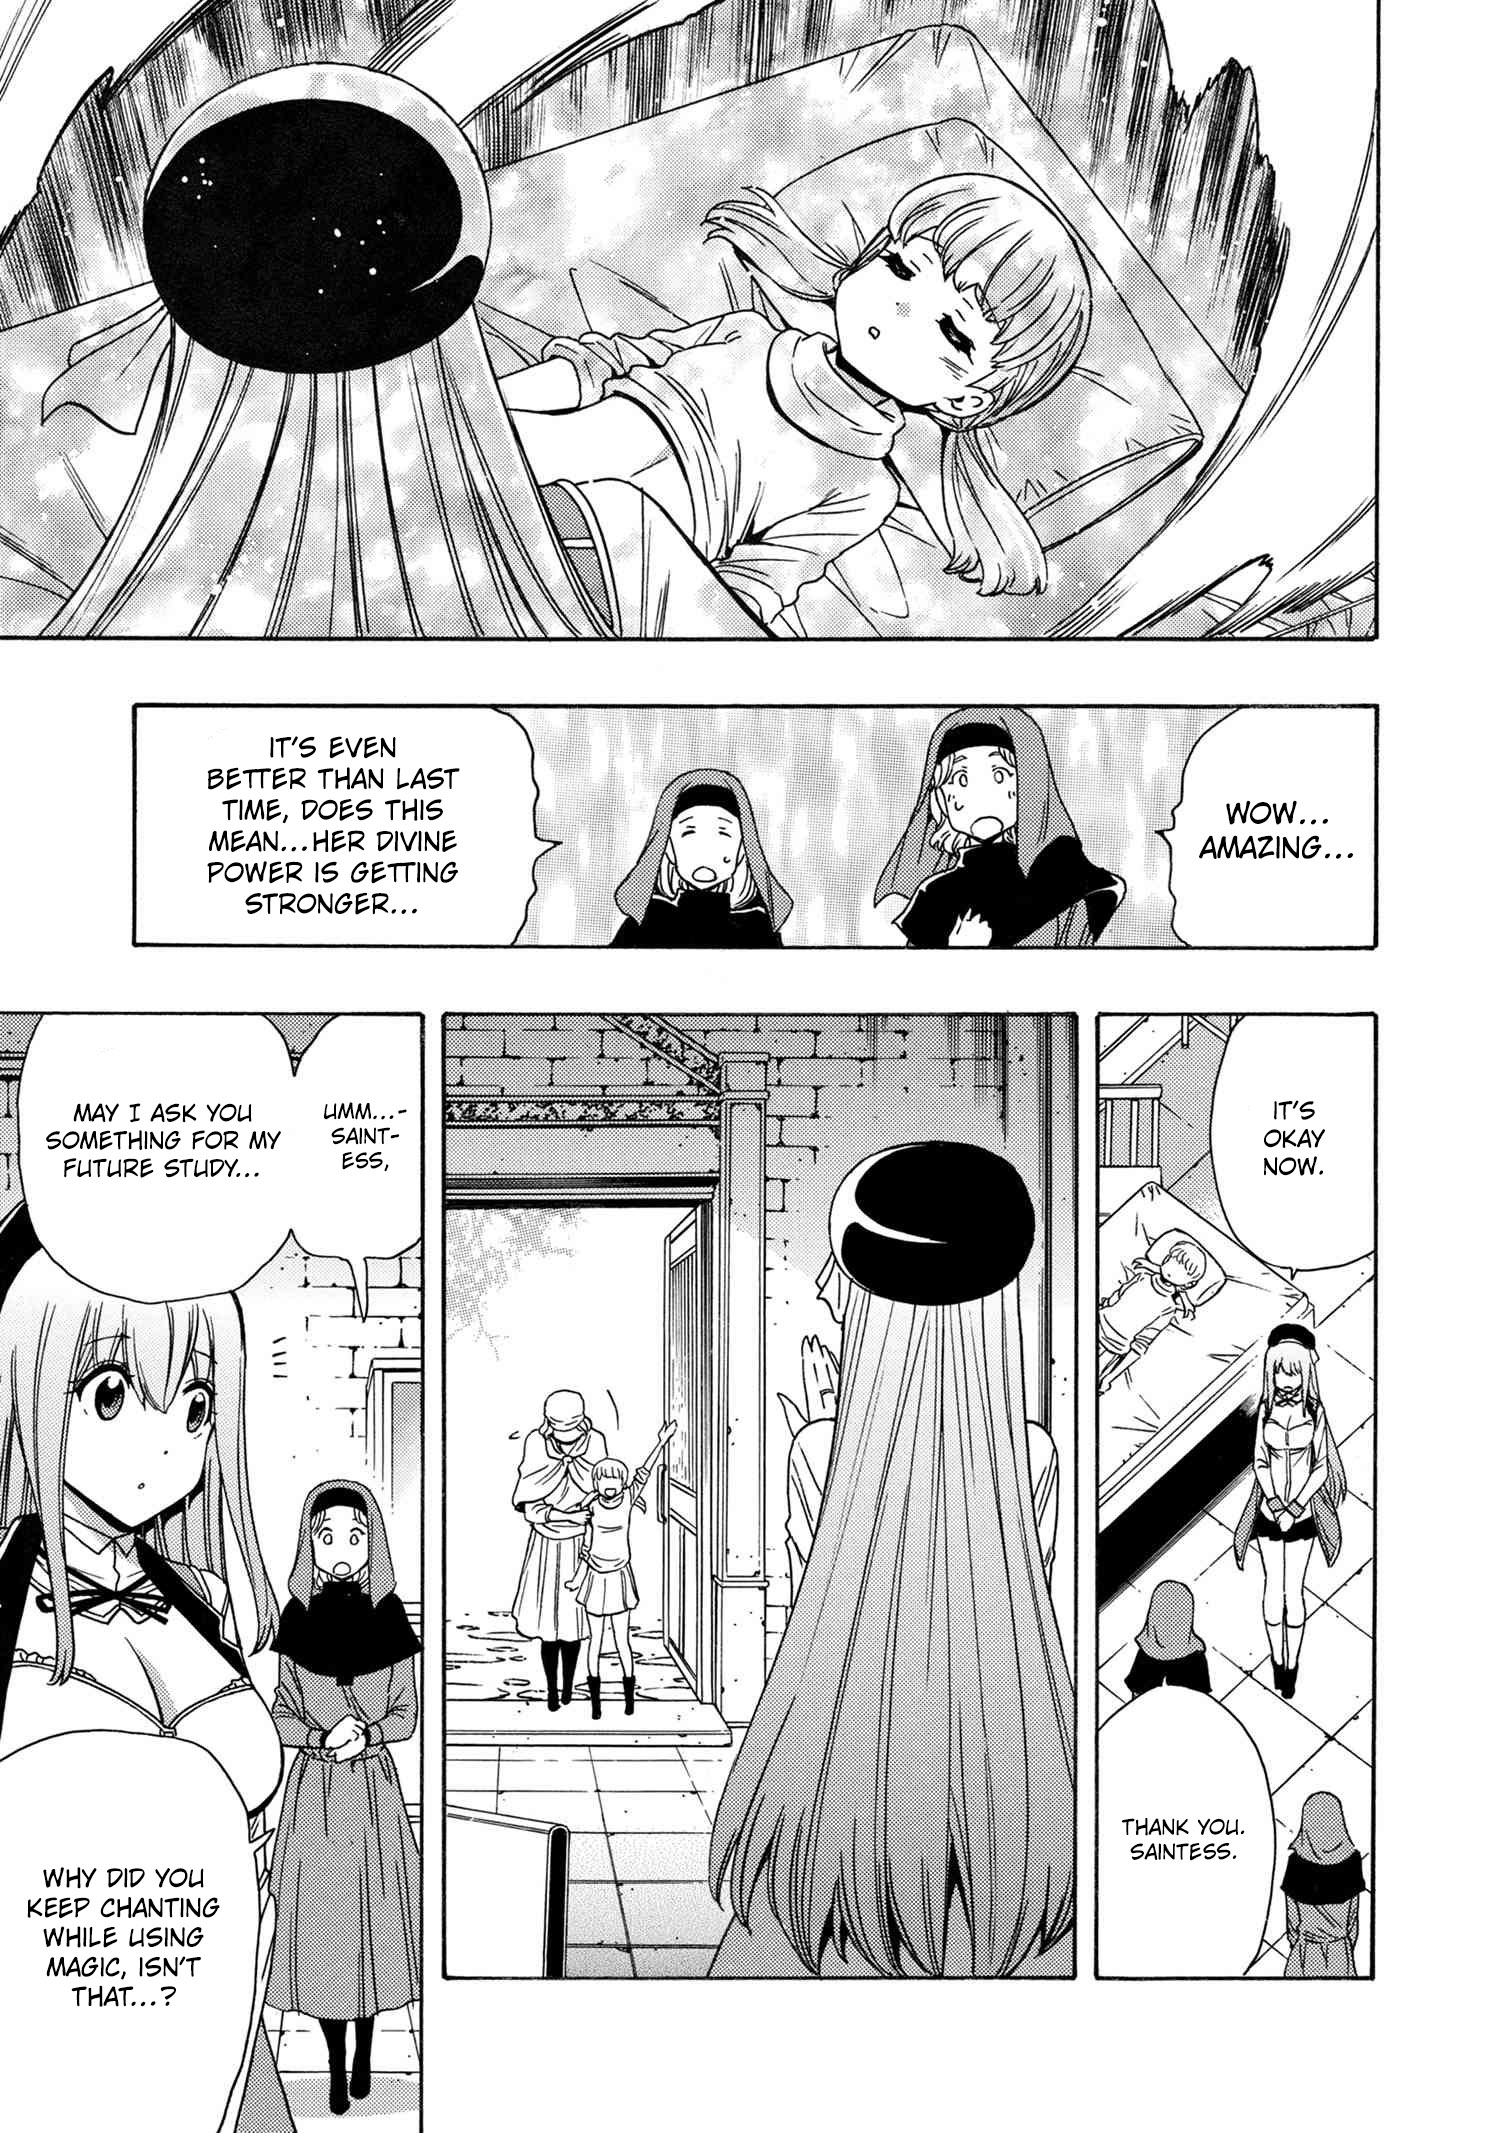 WOW...
AMAZING...
IT'S EVEN
BETTER THAN LAST
TIME, DOES THIS
MEAN...HER DIVINE
POWER IS GETTING
STRONGER...
IT'S
OKAY
NOW.
THANK YOU.
SAINTESS.
UMM...-
SAINT-
ESS,
MAY I ASK YOU
SOMETHING FOR MY
FUTURE STUDY...
WHY DID YOU
KEEP CHANTING
WHILE USING
MAGIC, ISN'T
THAT...?